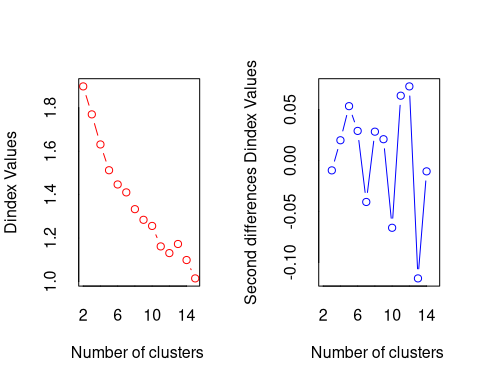 Dindex Values
1.0 1.2 1.4 1.6 1.8
2 6 10 14
Number of clusters
Second differences Dindex Values
-0.10 -0.05 0.00 0.05
2 6 10 14
Number of clusters